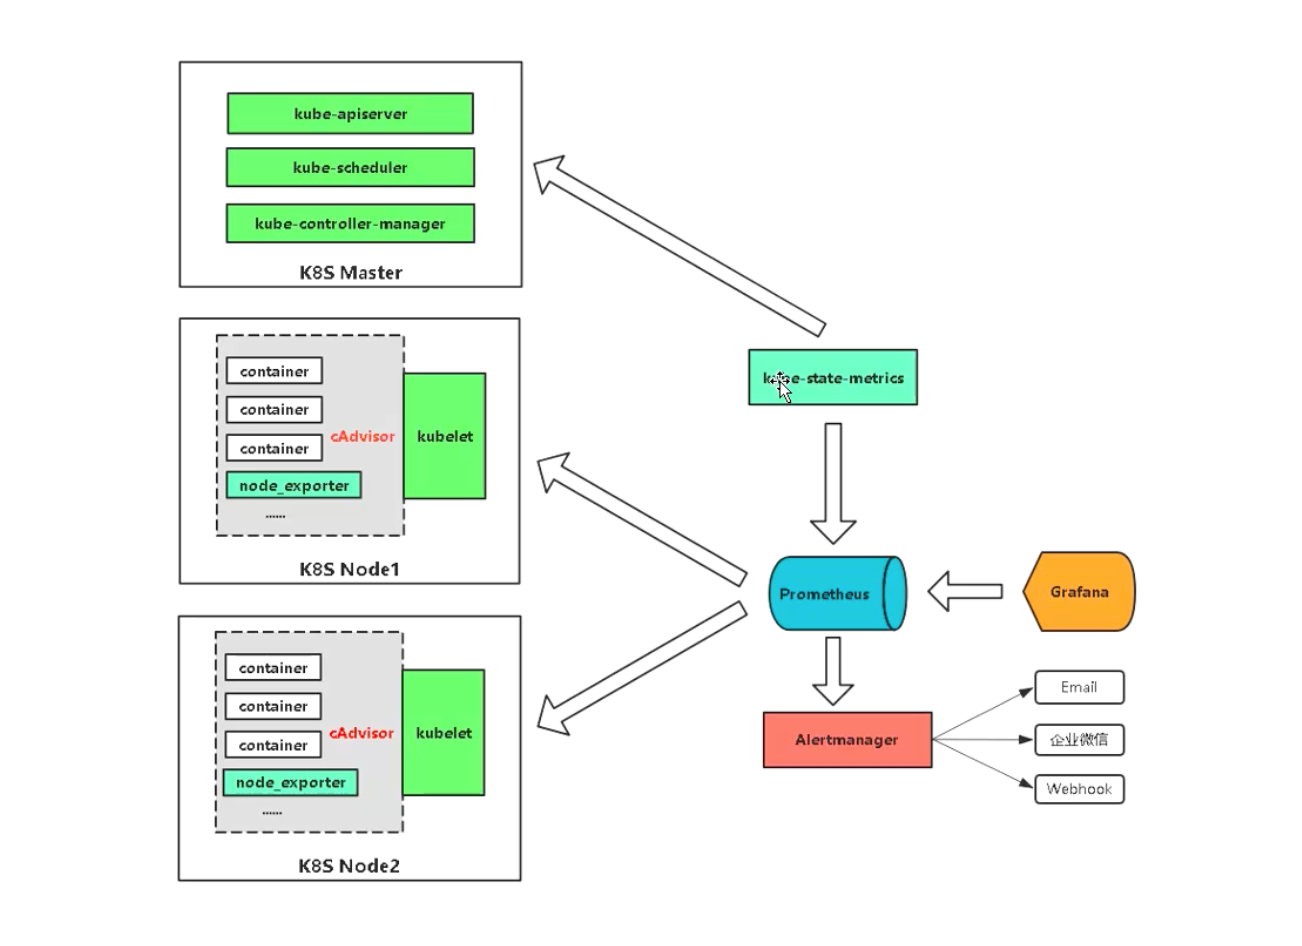 kube-apiserver
kube-scheduler
kube-controller-manager
K8S Master
container
container
container
cAdvisor
kubelet
node_exporter
......
K8S Node1
container
container
container
cAdvisor
kubelet
node_exporter
......
K8S Node2
kube-state-metrics
Prometheus
Grafana
Alertmanager
Email
企业微信
Webhook